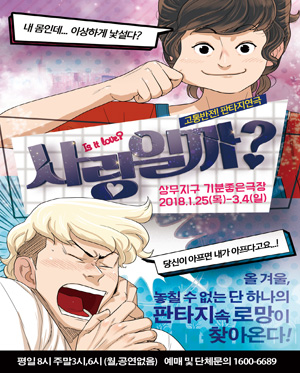 내 몸인데... 이상하게 낯설다?
고통반전! 판타지연극
Is it love?
사랑일까?
상무지구 기분좋은극장
2018.1.25(목)-3.4(일)
당신이 아프면 내가 아프다고요...!
올 겨울,
놓칠 수 없는 단 하나의
판타지속 로망이
찾아온다!
평일 8시 주말3시,6시 (월,공연없음) 예매 및 단체문의 1600-6689